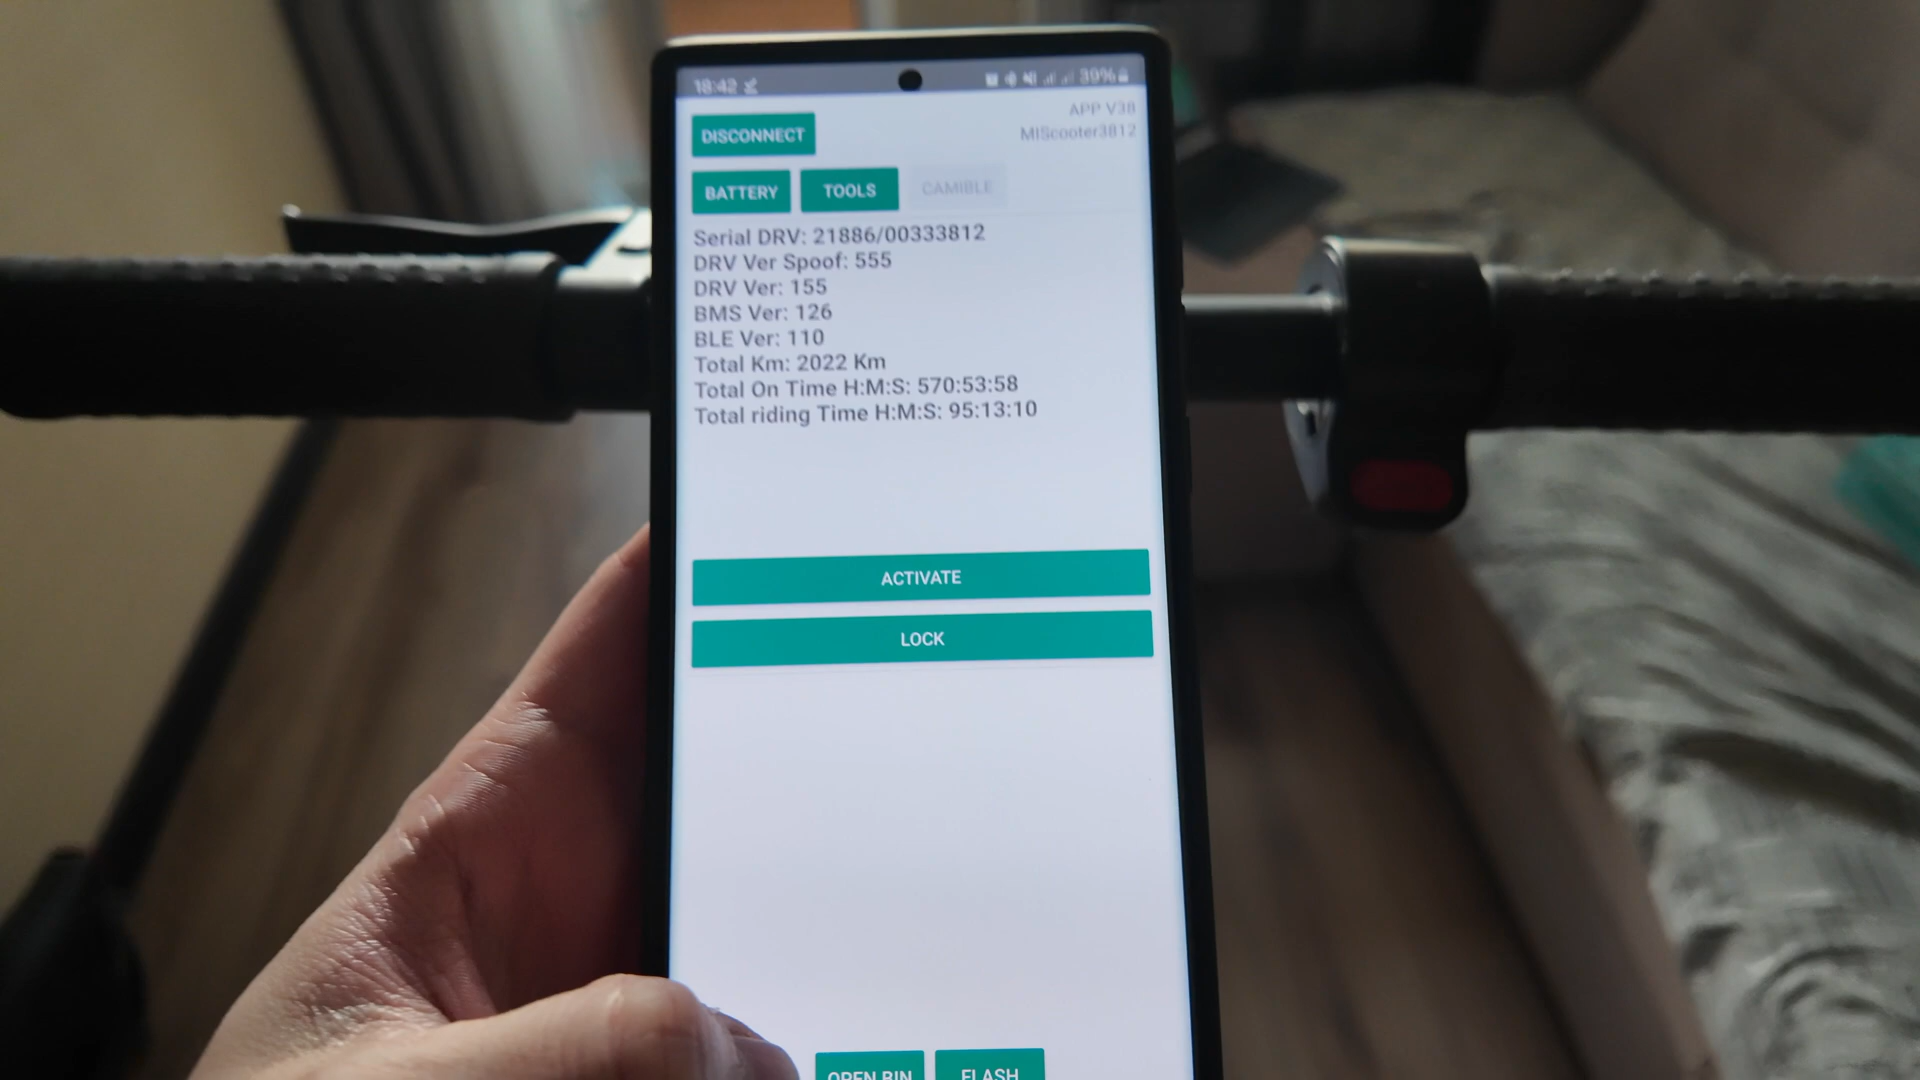 18:42 39%
APP V38
DISCONNECT MIScooter3812
BATTERY TOOLS CAMIBLE
Serial DRV: 21886/00333812
DRV Ver Spoof: 555
DRV Ver: 155
BMS Ver: 126
BLE Ver: 110
Total Km: 2022 Km
Total On Time H:M:S: 570:53:58
Total riding Time H:M:S: 95:13:10
ACTIVATE
LOCK
OPEN BIN FLASH